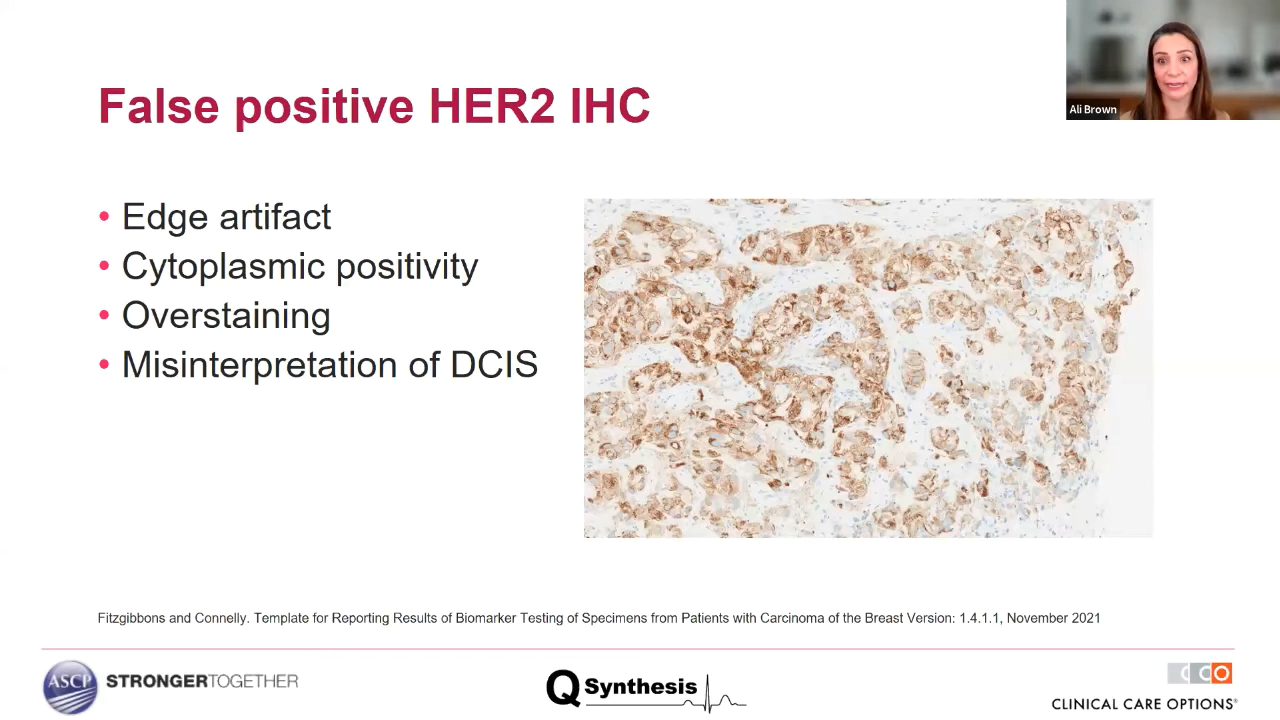 Ali Brown
False positive HER2 IHC
• Edge artifact
• Cytoplasmic positivity
• Overstaining
• Misinterpretation of DCIS
Fitzgibbons and Connelly. Template for Reporting Results of Biomarker Testing of Specimens from Patients with Carcinoma of the Breast Version: 1.4.1.1, November 2021
ASCP STRONGERTOGETHER
Q Synthesis
CCO
CLINICAL CARE OPTIONS®